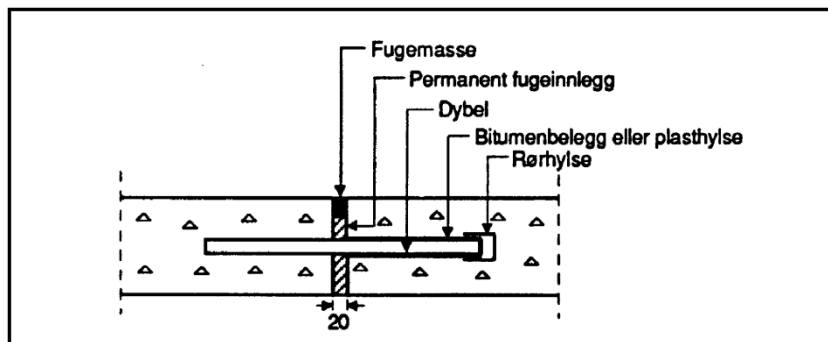 Fugemasse
Permanent fugeinnlegg
Dybel
Bitumenbelegg eller plasthylse
Rørhylse
20